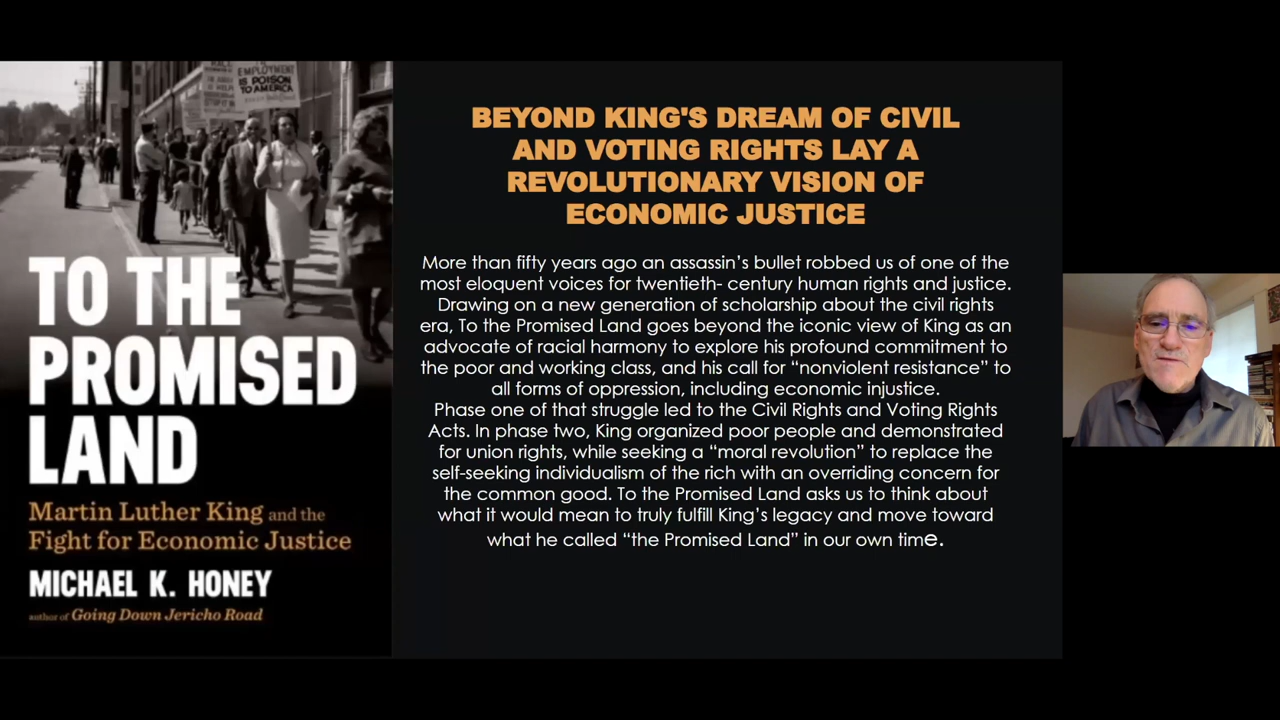 EMPLOYMENT
IS POISON
TO AMERICA
TO THE
PROMISED
LAND
Martin Luther King and the
Fight for Economic Justice
MICHAEL K. HONEY
author of Going Down Jericho Road
BEYOND KING'S DREAM OF CIVIL
AND VOTING RIGHTS LAY A
REVOLUTIONARY VISION OF
ECONOMIC JUSTICE
More than fifty years ago an assassin’s bullet robbed us of one of the
most eloquent voices for twentieth- century human rights and justice.
Drawing on a new generation of scholarship about the civil rights
era, To the Promised Land goes beyond the iconic view of King as an
advocate of racial harmony to explore his profound commitment to
the poor and working class, and his call for “nonviolent resistance” to
all forms of oppression, including economic injustice.
Phase one of that struggle led to the Civil Rights and Voting Rights
Acts. In phase two, King organized poor people and demonstrated
for union rights, while seeking a “moral revolution” to replace the
self-seeking individualism of the rich with an overriding concern for
the common good. To the Promised Land asks us to think about
what it would mean to truly fulfill King’s legacy and move toward
what he called “the Promised Land” in our own time.